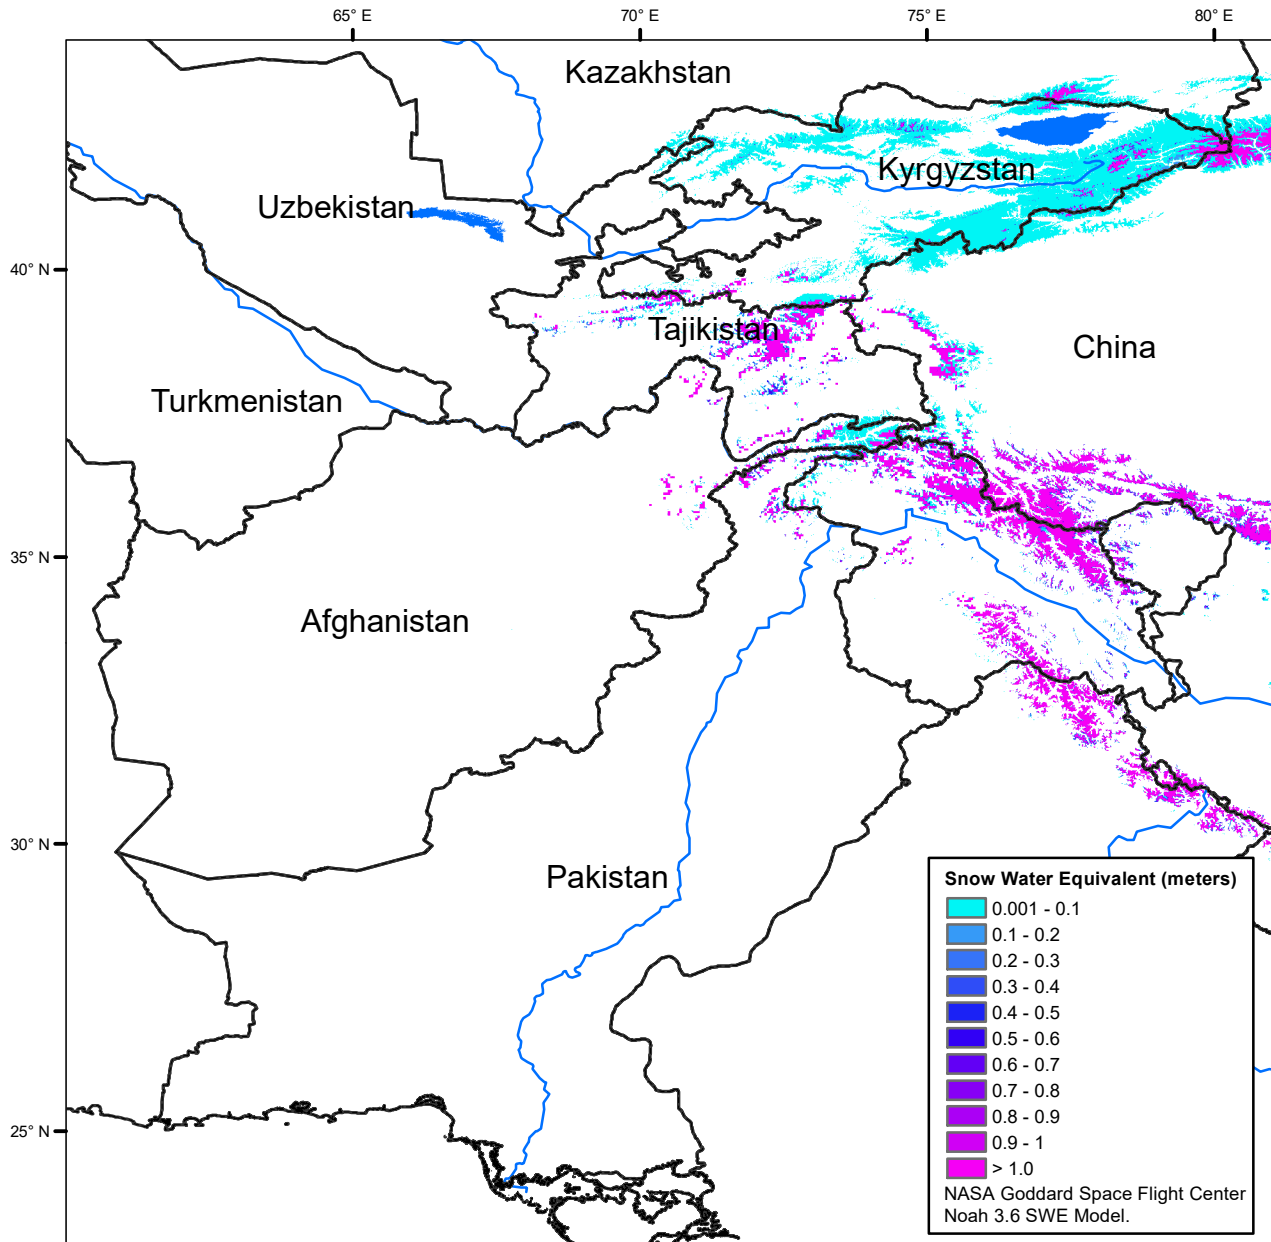 65° E
70° E
75° E
80° E
Kazakhstan
Kyrgyzstan
Uzbekistan
40° N
Tajikistan
China
Turkmenistan
35° N
Afghanistan
30° N
Pakistan
25° N
Snow Water Equivalent (meters)
0.001 - 0.1
0.1 - 0.2
0.2 - 0.3
0.3 - 0.4
0.4 - 0.5
0.5 - 0.6
0.6 - 0.7
0.7 - 0.8
0.8 - 0.9
0.9 - 1
> 1.0
NASA Goddard Space Flight Center
Noah 3.6 SWE Model.